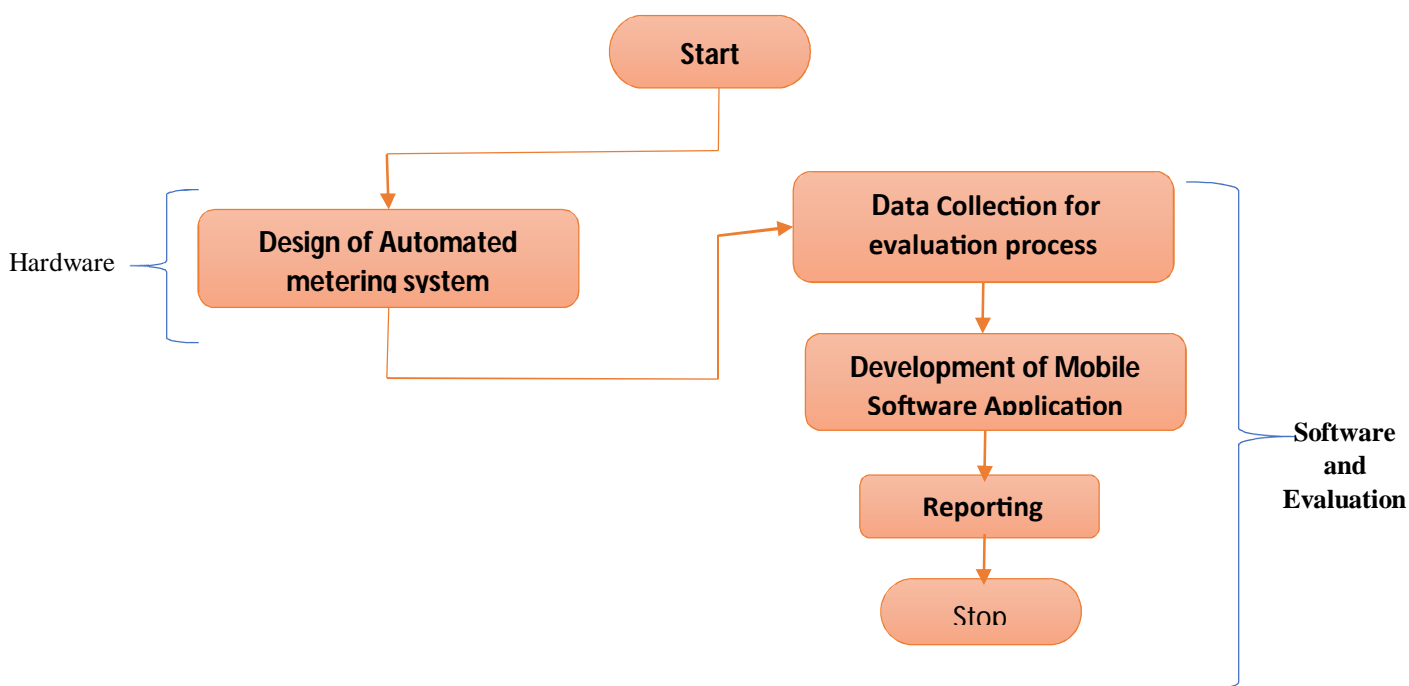 Start
Hardware
Design of Automated
metering system
Data Collection for
evaluation process
Development of Mobile
Software Application
Reporting
Stop
Software
and
Evaluation